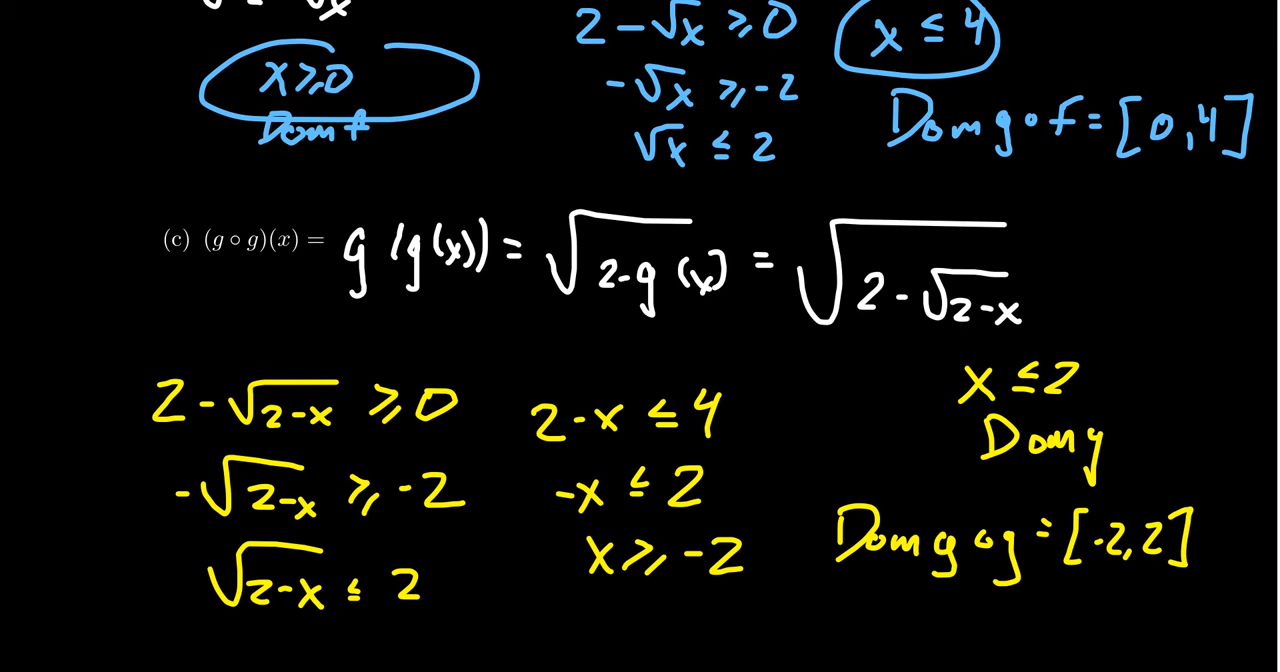 2 - √x ≥ 0
x ≤ 4
x ≥ 0
- √x ≥ -2
Dom f
√x ≤ 2
Dom g ∘ f = [0,4]
(c) (g ∘ g)(x) = g(g(x)) = √(2-g(x)) = √(2 - √(2-x))
2 - √(2-x) ≥ 0
2 - x ≤ 4
x ≤ 2
Dom g
- √(2-x) ≥ -2
-x ≤ 2
Dom g ∘ g = [-2,2]
√(2-x) ≤ 2
x ≥ -2